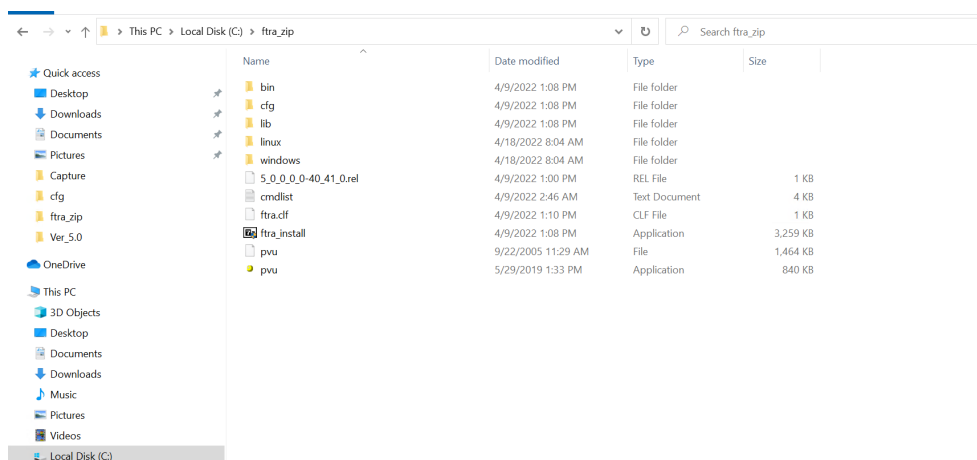 This PC > Local Disk (C:) > ftra_zip
Search ftra_zip
Name Date modified Type Size
Quick access
Desktop
Downloads
Documents
Pictures
Capture
cfg
ftra_zip
Ver_5.0
OneDrive
This PC
3D Objects
Desktop
Documents
Downloads
Music
Pictures
Videos
Local Disk (C:)
bin 4/9/2022 1:08 PM File folder
cfg 4/9/2022 1:08 PM File folder
lib 4/9/2022 1:08 PM File folder
linux 4/18/2022 8:04 AM File folder
windows 4/18/2022 8:04 AM File folder
5_0_0_0_0-40_41_0.rel 4/9/2022 1:00 PM REL File 1 KB
cmdlist 4/9/2022 2:46 AM Text Document 4 KB
ftra.clf 4/9/2022 1:10 PM CLF File 1 KB
ftra_install 4/9/2022 1:08 PM Application 3,259 KB
pvu 9/22/2005 11:29 AM File 1,464 KB
pvu 5/29/2019 1:33 PM Application 840 KB